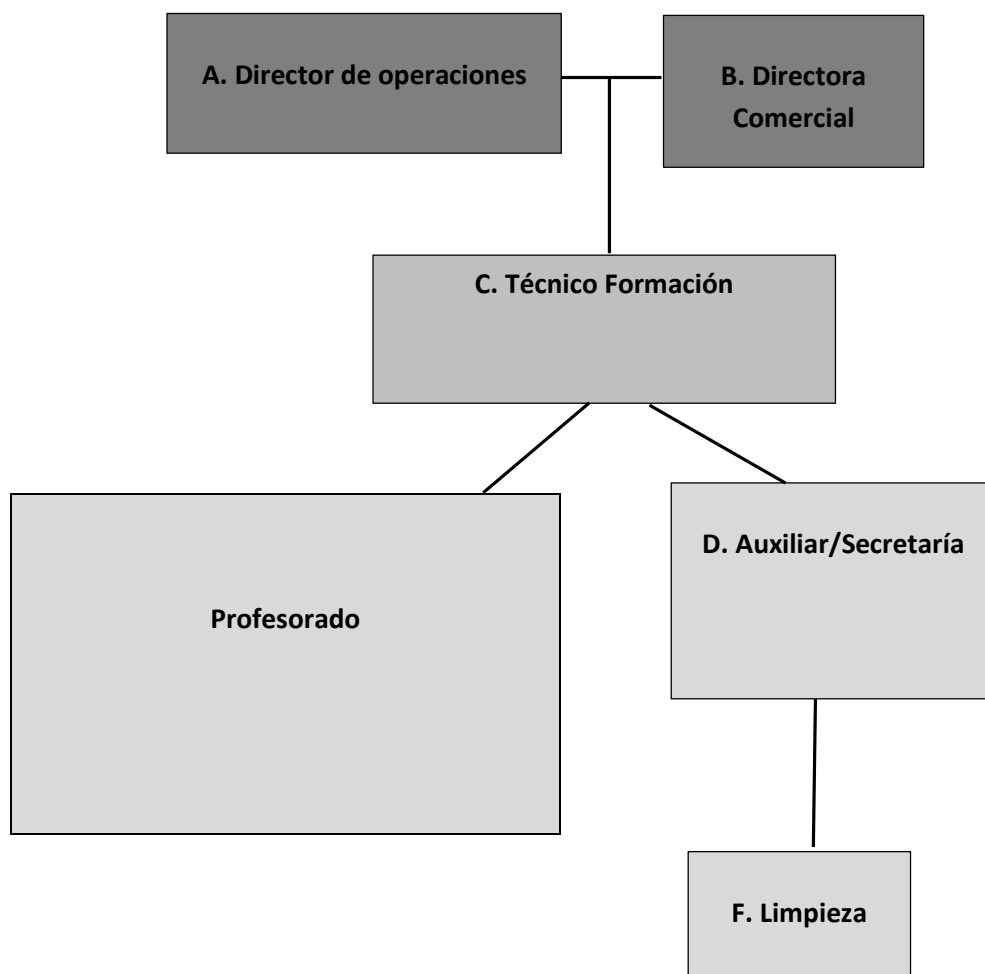 A. Director de operaciones
B. Directora
Comercial
C. Técnico Formación
D. Auxiliar/Secretaría
Profesorado
F. Limpieza